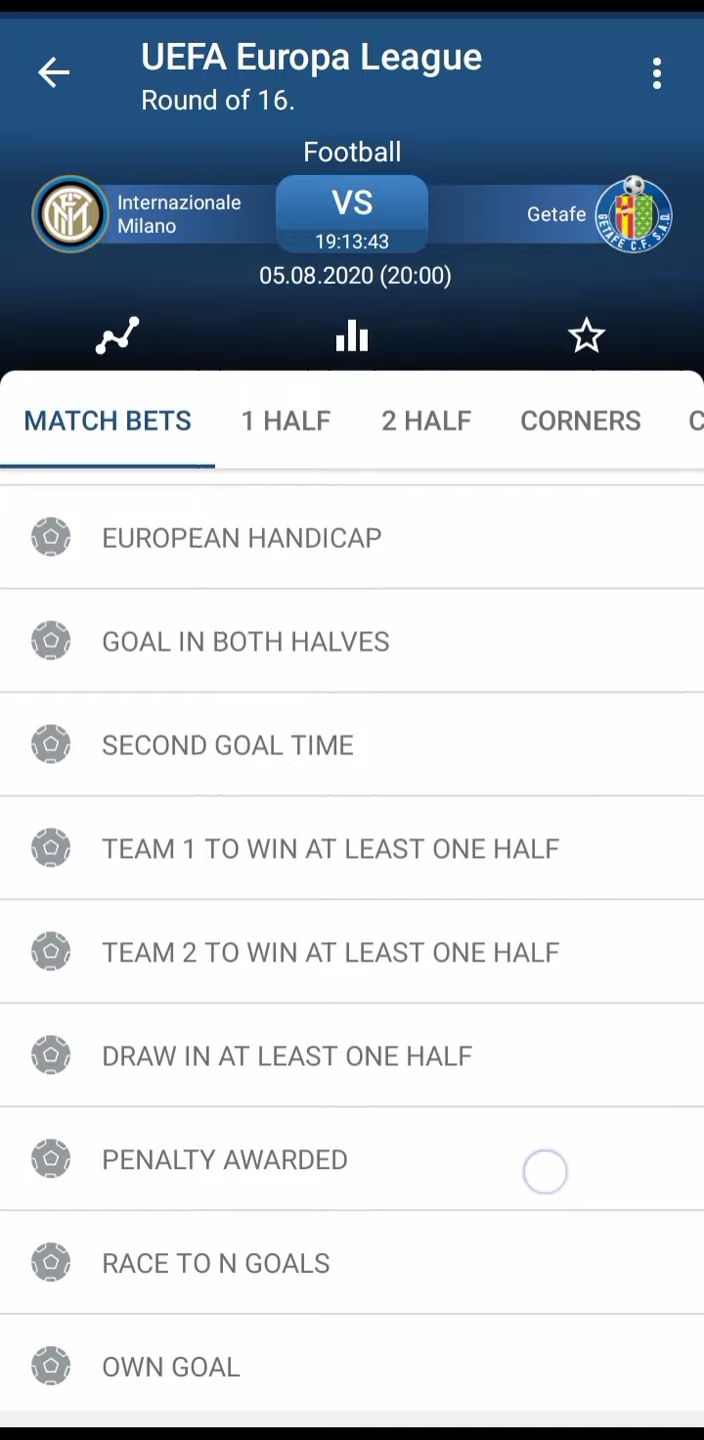 UEFA Europa League
Round of 16.
Football
Internazionale
Milano
VS
Getafe
19:13:43
05.08.2020 (20:00)
MATCH BETS 1 HALF 2 HALF CORNERS C
EUROPEAN HANDICAP
GOAL IN BOTH HALVES
SECOND GOAL TIME
TEAM 1 TO WIN AT LEAST ONE HALF
TEAM 2 TO WIN AT LEAST ONE HALF
DRAW IN AT LEAST ONE HALF
PENALTY AWARDED
RACE TO N GOALS
OWN GOAL
GETAFE C.F. S.A.D.